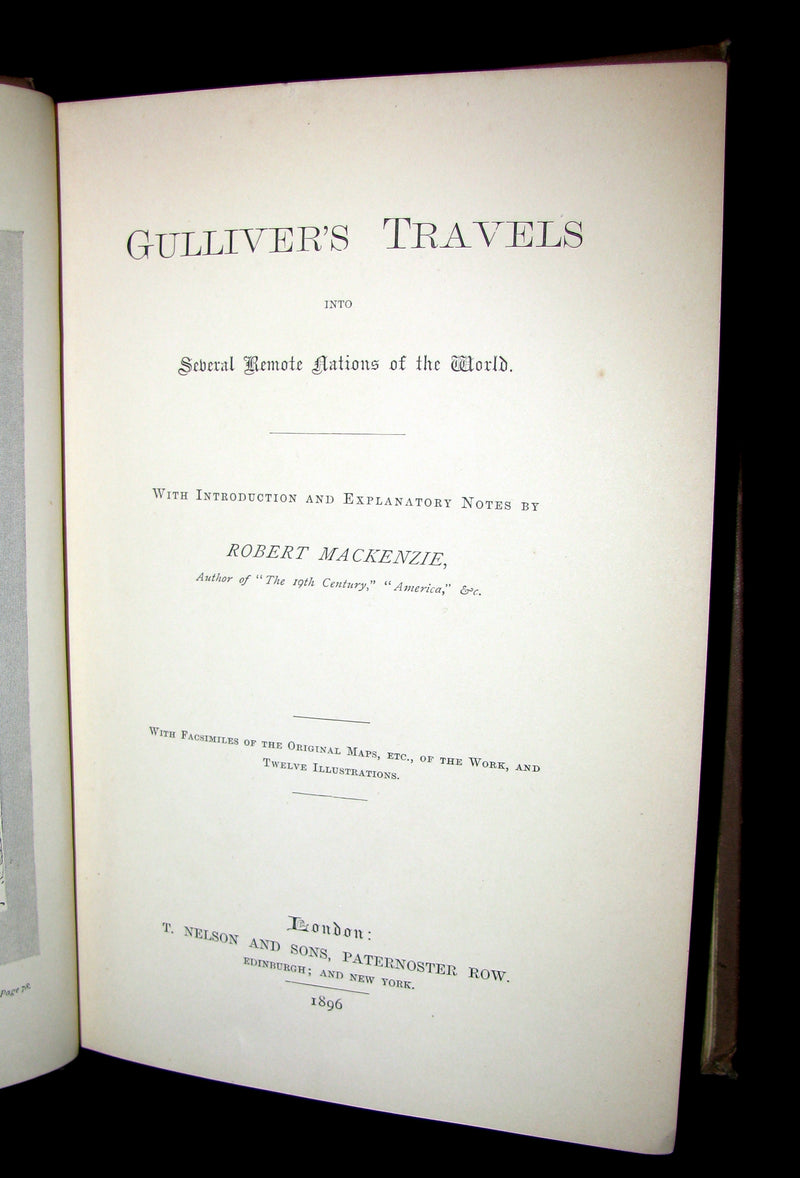 GULLIVER'S TRAVELS
INTO
Several Remote Nations of the World.
WITH INTRODUCTION AND EXPLANATORY NOTES BY
ROBERT MACKENZIE,
Author of "The 19th Century," "America," &c.
WITH FACSIMILES OF THE ORIGINAL MAPS, ETC., OF THE WORK, AND
TWELVE ILLUSTRATIONS.
London:
T. NELSON AND SONS, PATERNOSTER ROW.
EDINBURGH; AND NEW YORK.
1896
Page 78.